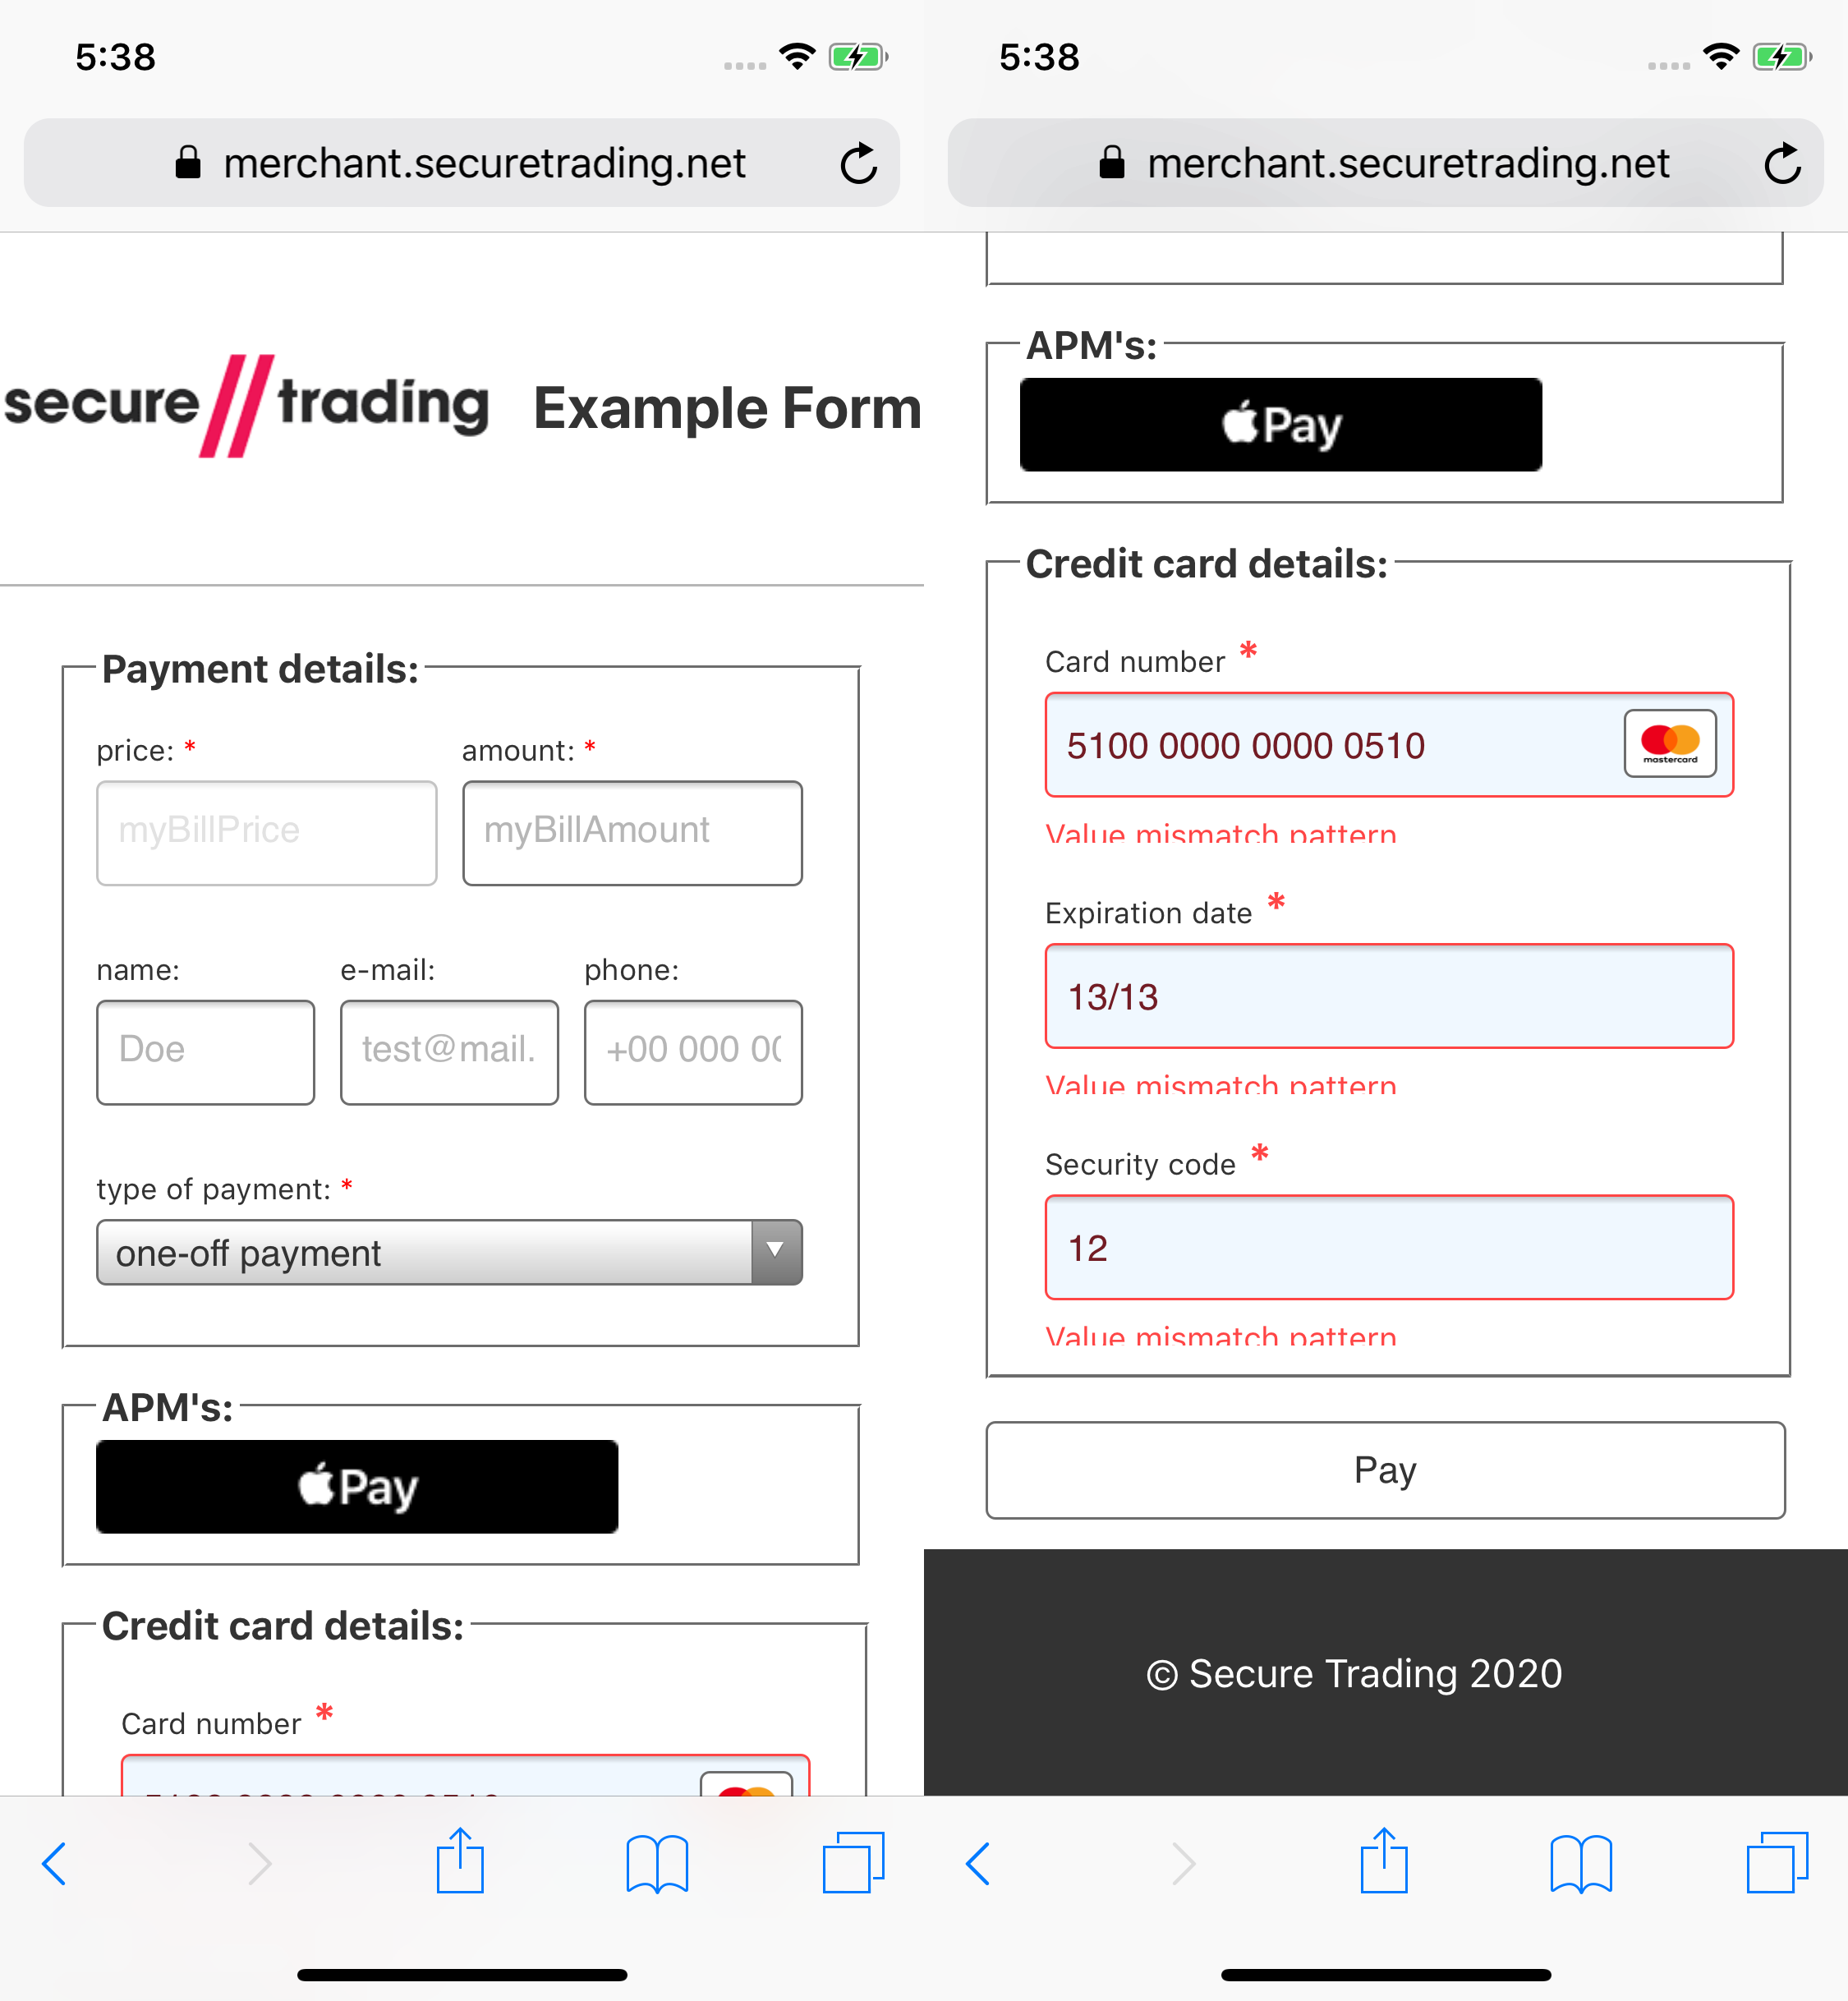 5:38
merchant.securetrading.net
secure//trading Example Form
Payment details:
price: * amount: *
myBillPrice myBillAmount
name: e-mail: phone:
Doe test@mail. +00 000 00
type of payment: *
one-off payment
APM's:
Pay
Credit card details:
Card number *
5:38
merchant.securetrading.net
APM's:
Pay
Credit card details:
Card number *
5100 0000 0000 0510
mastercard
Value mismatch pattern
Expiration date *
13/13
Value mismatch pattern
Security code *
12
Value mismatch pattern
Pay
© Secure Trading 2020